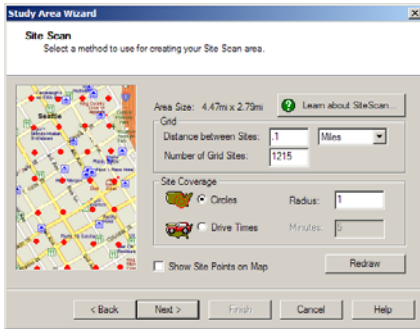 Study Area Wizard
Site Scan
Select a method to use for creating your Site Scan area.
Seattle
Area Size: 4.47mi x 2.79mi
Learn about SiteScan...
Grid
Distance between Sites: .1 Miles
Number of Grid Sites: 1215
Site Coverage
Circles Radius: 1
Drive Times Minutes: 5
Show Site Points on Map
Redraw
< Back Next > Finish Cancel Help